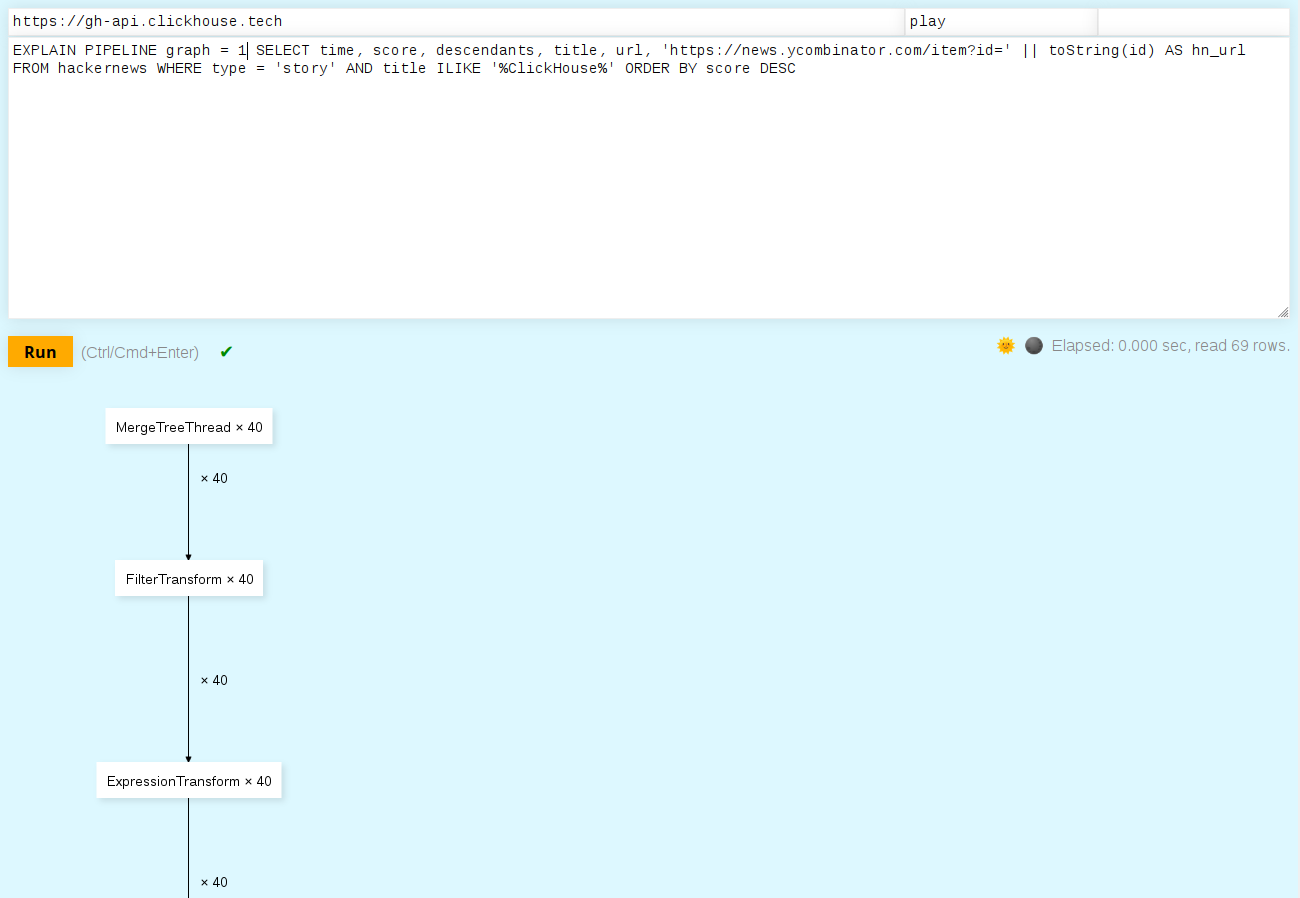 https://gh-api.clickhouse.tech
play
EXPLAIN PIPELINE graph = 1 SELECT time, score, descendants, title, url, 'https://news.ycombinator.com/item?id=' || toString(id) AS hn_url
FROM hackernews WHERE type = 'story' AND title ILIKE '%ClickHouse%' ORDER BY score DESC
Run
(Ctrl/Cmd+Enter)
✔
Elapsed: 0.000 sec, read 69 rows.
MergeTreeThread × 40
× 40
FilterTransform × 40
× 40
ExpressionTransform × 40
× 40